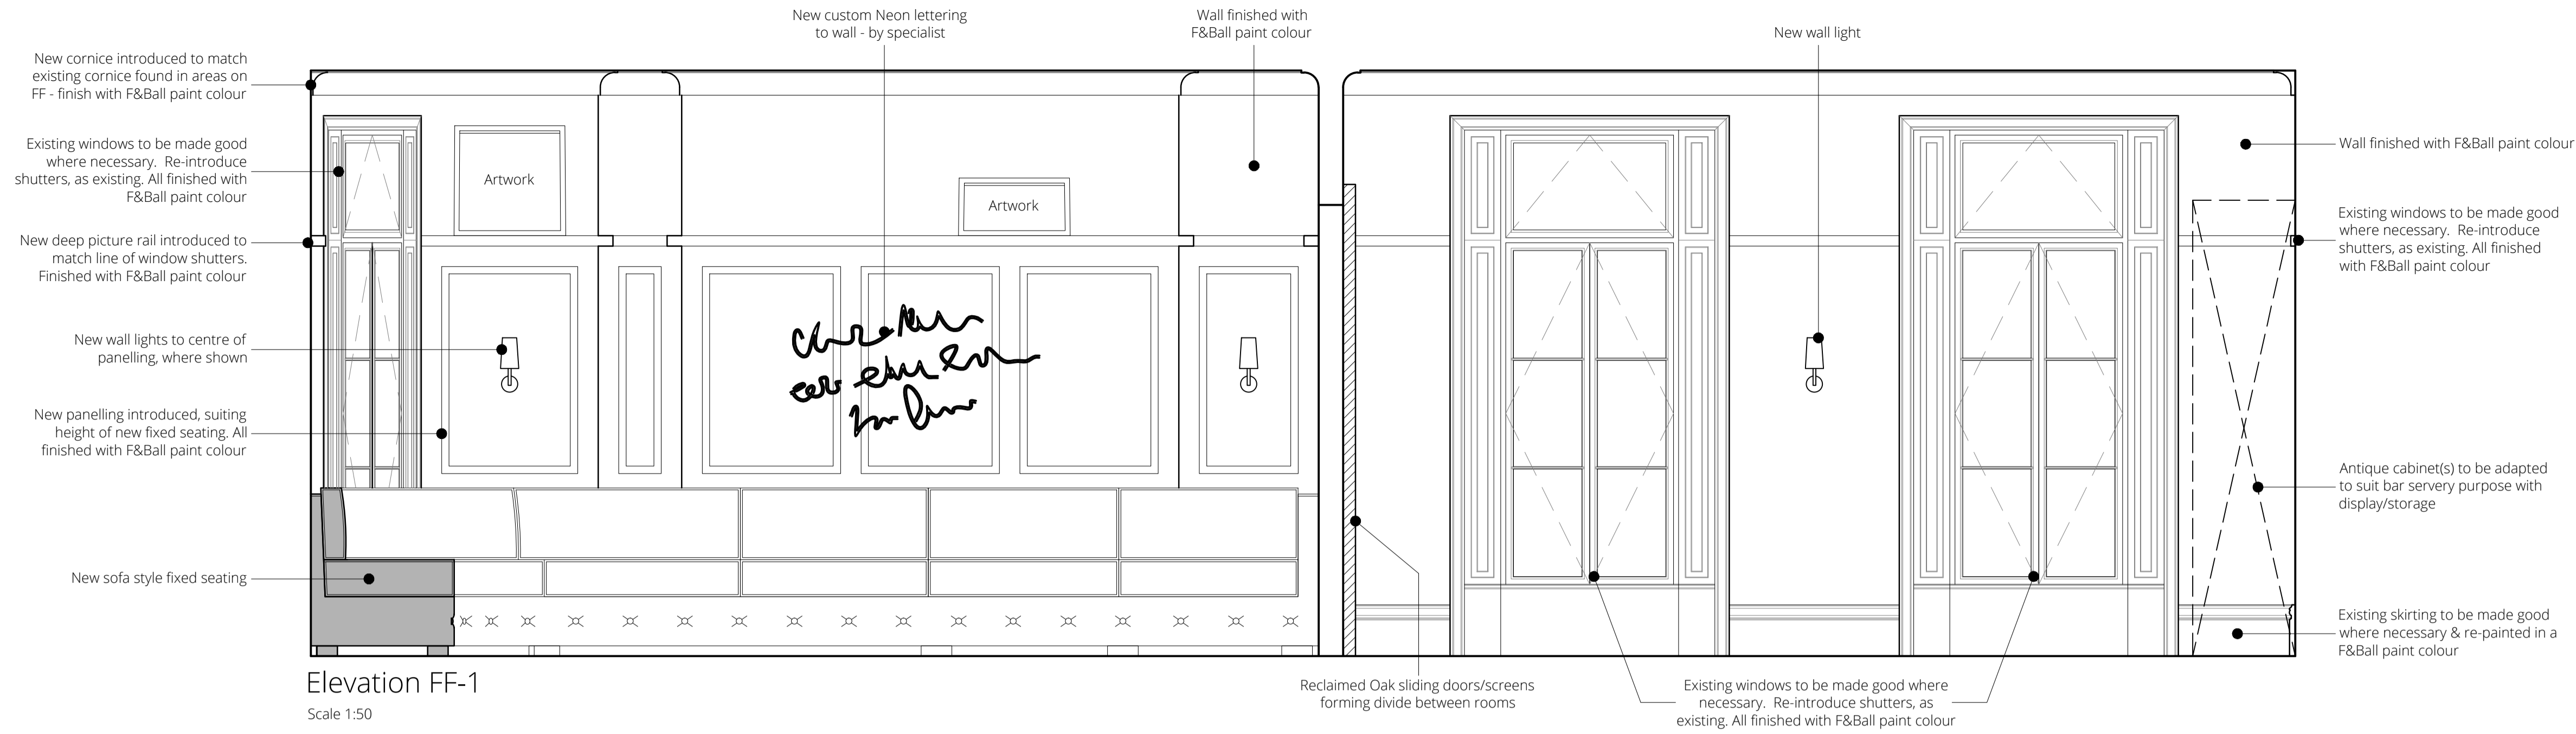 New custom Neon lettering
to wall - by specialist
Wall finished with
F&Ball paint colour
New wall light
New cornice introduced to match
existing cornice found in areas on
FF - finish with F&Ball paint colour
Existing windows to be made good
where necessary.  Re-introduce
shutters, as existing. All finished with
F&Ball paint colour
New deep picture rail introduced to
match line of window shutters.
Finished with F&Ball paint colour
New wall lights to centre of
panelling, where shown
New panelling introduced, suiting
height of new fixed seating. All
finished with F&Ball paint colour
New sofa style fixed seating
Artwork
Artwork
Wall finished with F&Ball paint colour
Existing windows to be made good
where necessary.  Re-introduce
shutters, as existing. All finished
with F&Ball paint colour
Antique cabinet(s) to be adapted
to suit bar servery purpose with
display/storage
Existing skirting to be made good
where necessary & re-painted in a
F&Ball paint colour
Reclaimed Oak sliding doors/screens
forming divide between rooms
Existing windows to be made good where
necessary.  Re-introduce shutters, as
existing. All finished with F&Ball paint colour
Elevation FF-1
Scale 1:50